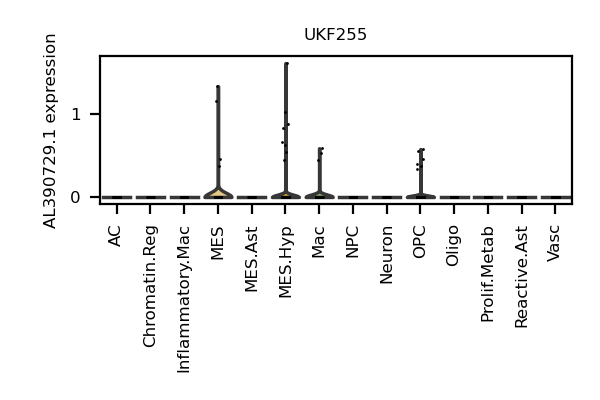 UKF255
AL390729.1 expression
1
0
AC
Chromatin.Reg
Inflammatory.Mac
MES
MES.Ast
MES.Hyp
Mac
NPC
Neuron
OPC
Oligo
Prolif.Metab
Reactive.Ast
Vasc